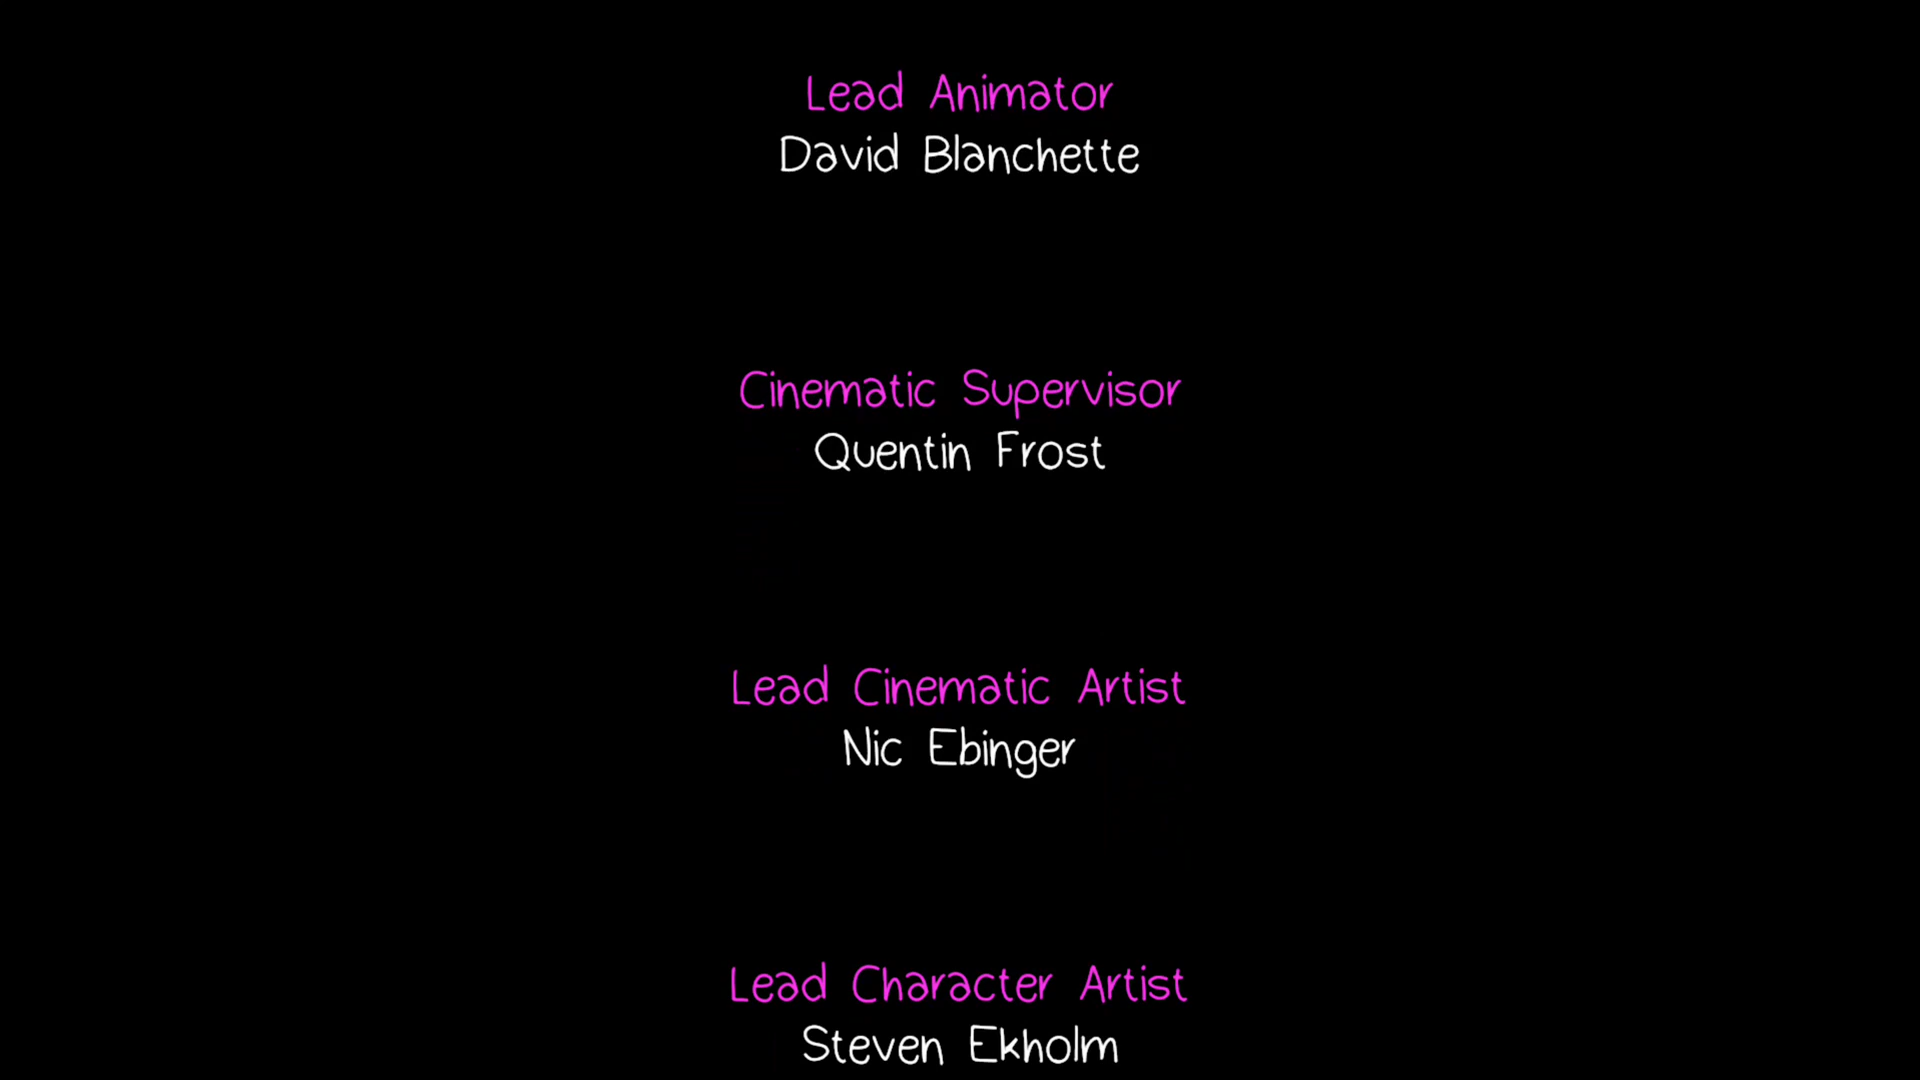 Lead Animator
David Blanchette
Cinematic Supervisor
Quentin Frost
Lead Cinematic Artist
Nic Ebinger
Lead Character Artist
Steven Ekholm